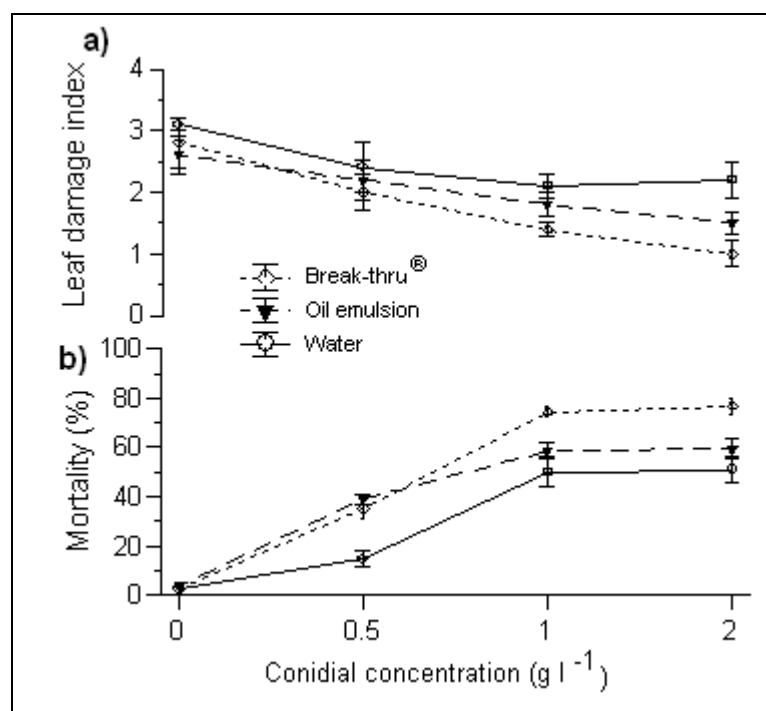 a)
Leaf damage index
4
3
2
1
0
Break-thru®
Oil emulsion
Water
b)
Mortality (%)
100
80
60
40
20
0
0 0.5 1 2
Conidial concentration (g l⁻¹)